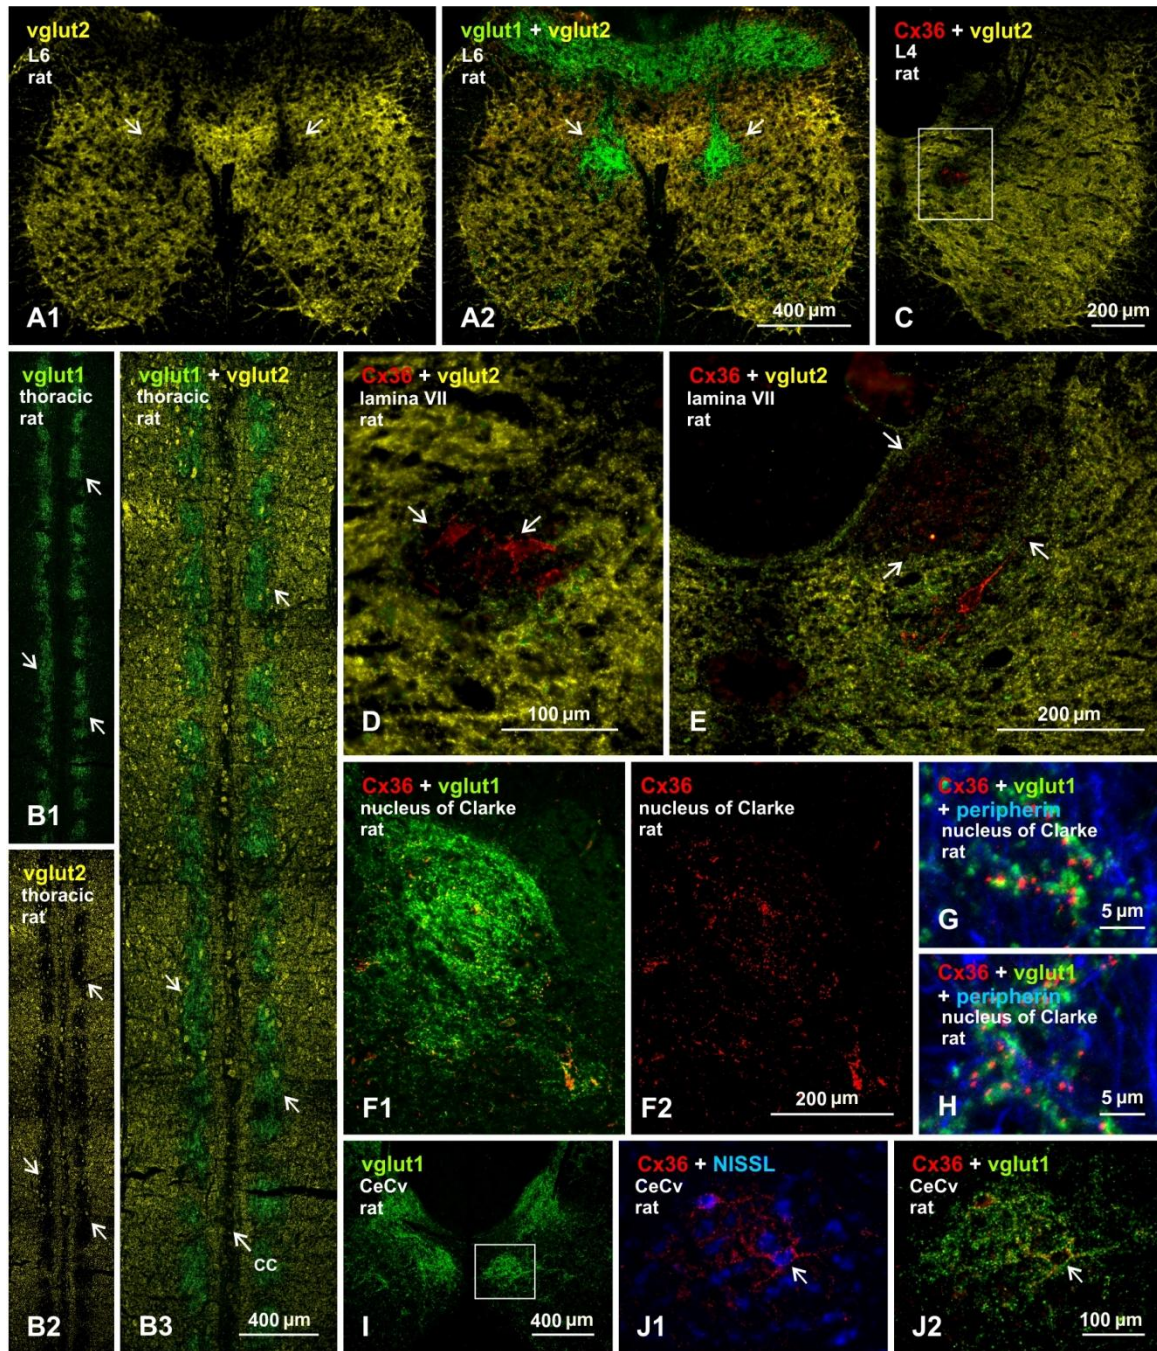 vglut2
L6
rat
A1
vglut1 + vglut2
L6
rat
A2
400 µm
Cx36 + vglut2
L4
rat
C
200 µm
vglut1
thoracic
rat
B1
vglut2
thoracic
rat
B2
vglut1 + vglut2
thoracic
rat
cc
B3
400 µm
Cx36 + vglut2
lamina VII
rat
D
100 µm
Cx36 + vglut2
lamina VII
rat
E
200 µm
Cx36 + vglut1
nucleus of Clarke
rat
F1
Cx36
nucleus of Clarke
rat
F2
200 µm
Cx36 + vglut1
+ peripherin
nucleus of Clarke
rat
G
5 µm
Cx36 + vglut1
+ peripherin
nucleus of Clarke
rat
H
5 µm
vglut1
CeCv
rat
I
400 µm
Cx36 + NISSL
CeCv
rat
J1
Cx36 + vglut1
CeCv
rat
J2
100 µm